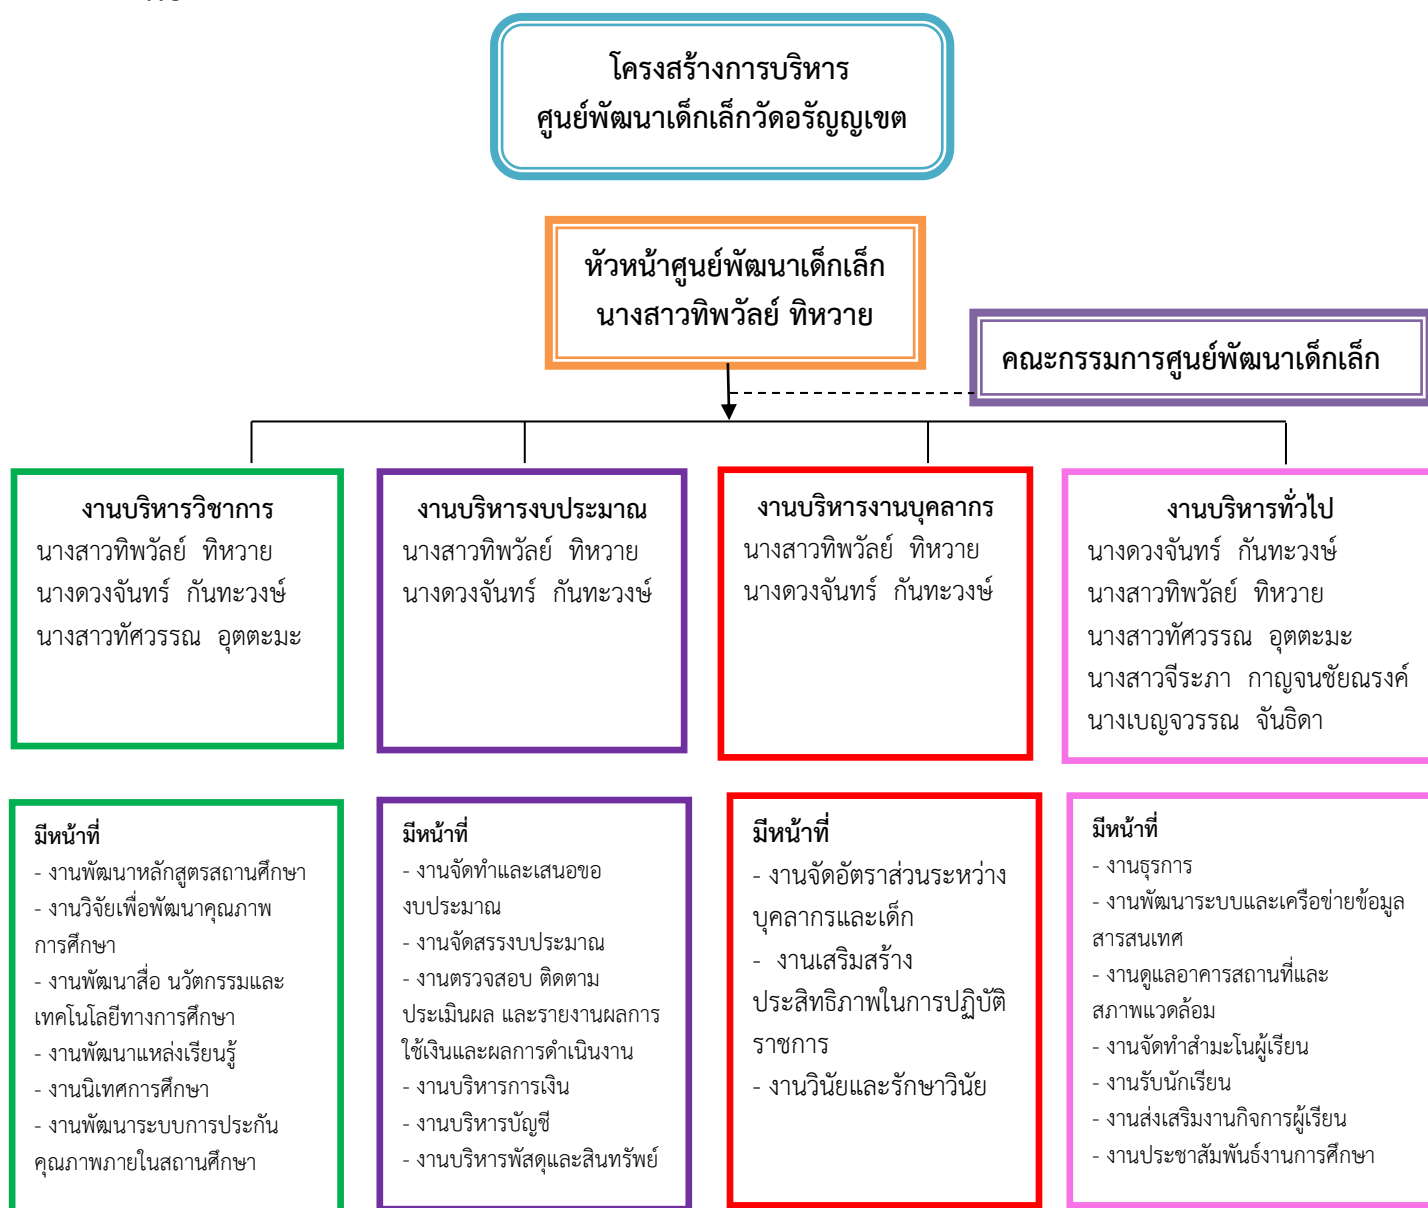 โครงสร้างการบริหาร
ศูนย์พัฒนาเด็กเล็กวัดอรัญญเขต
หัวหน้าศูนย์พัฒนาเด็กเล็ก
นางสาวทิพวัลย์ ทิหวาย
คณะกรรมการศูนย์พัฒนาเด็กเล็ก
งานบริหารวิชาการ
นางสาวทิพวัลย์ ทิหวาย
นางดวงจันทร์ กันทะวงษ์
นางสาวทัศวรรณ อุตตะมะ
งานบริหารงบประมาณ
นางสาวทิพวัลย์ ทิหวาย
นางดวงจันทร์ กันทะวงษ์
งานบริหารงานบุคลากร
นางสาวทิพวัลย์ ทิหวาย
นางดวงจันทร์ กันทะวงษ์
งานบริหารทั่วไป
นางดวงจันทร์ กันทะวงษ์
นางสาวทิพวัลย์ ทิหวาย
นางสาวทัศวรรณ อุตตะมะ
นางสาวจีระภา กาญจนชัยณรงค์
นางเบญจวรรณ จันธิดา
มีหน้าที่
- งานพัฒนาหลักสูตรสถานศึกษา
- งานวิจัยเพื่อพัฒนาคุณภาพ
การศึกษา
- งานพัฒนาสื่อ นวัตกรรมและ
เทคโนโลยีทางการศึกษา
- งานพัฒนาแหล่งเรียนรู้
- งานนิเทศการศึกษา
- งานพัฒนาระบบการประกัน
คุณภาพภายในสถานศึกษา
มีหน้าที่
- งานจัดทำและเสนอขอ
งบประมาณ
- งานจัดสรรงบประมาณ
- งานตรวจสอบ ติดตาม
ประเมินผล และรายงานผลการ
ใช้เงินและผลการดำเนินงาน
- งานบริหารการเงิน
- งานบริหารบัญชี
- งานบริหารพัสดุและสินทรัพย์
มีหน้าที่
- งานจัดอัตราส่วนระหว่าง
บุคลากรและเด็ก
- งานเสริมสร้าง
ประสิทธิภาพในการปฏิบัติ
ราชการ
- งานวินัยและรักษาวินัย
มีหน้าที่
- งานธุรการ
- งานพัฒนาระบบและเครือข่ายข้อมูล
สารสนเทศ
- งานดูแลอาคารสถานที่และ
สภาพแวดล้อม
- งานจัดทำสำมะโนผู้เรียน
- งานรับนักเรียน
- งานส่งเสริมงานกิจการผู้เรียน
- งานประชาสัมพันธ์งานการศึกษา